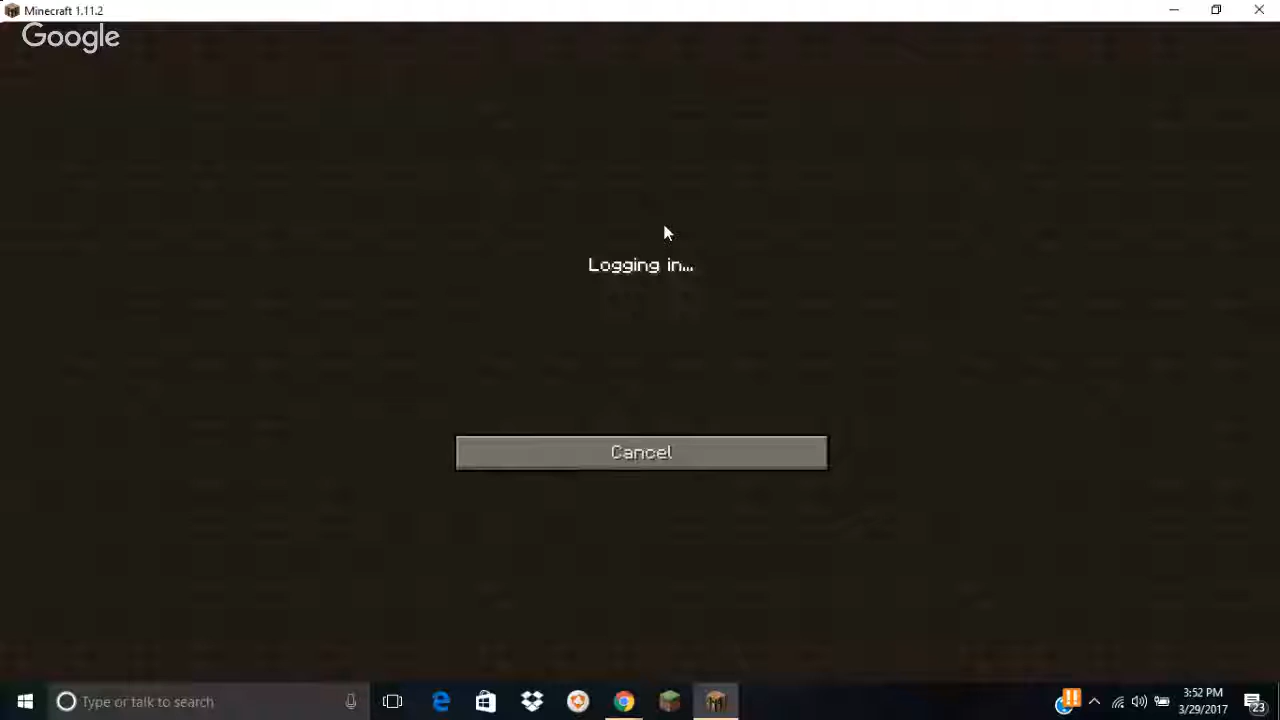 Minecraft 1.11.2
Google
Logging in...
Cancel
Type or talk to search
3:52 PM
3/29/2017
23